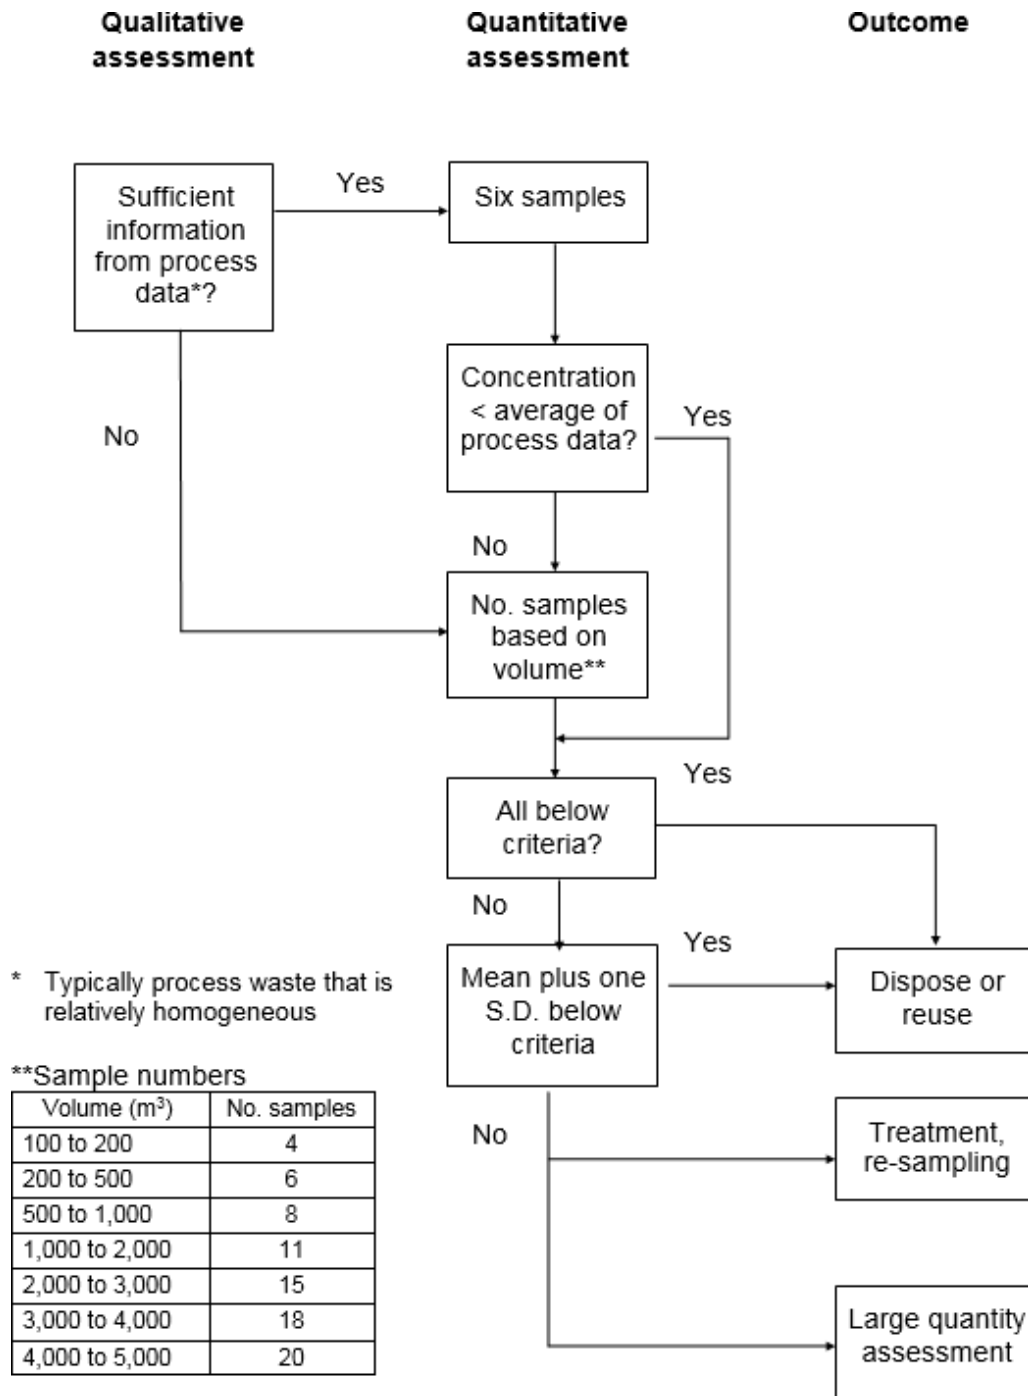 Qualitative
assessment
Quantitative
assessment
Outcome
Sufficient
information
from process
data*?
Yes
Six samples
Concentration
< average of
process data?
Yes
No
No
No. samples
based on
volume**
Yes
All below
criteria?
No
Yes
Mean plus one
S.D. below
criteria
Dispose or
reuse
* Typically process waste that is
relatively homogeneous
**Sample numbers
Volume (m³) No. samples
100 to 200 4
200 to 500 6
500 to 1,000 8
1,000 to 2,000 11
2,000 to 3,000 15
3,000 to 4,000 18
4,000 to 5,000 20
No
Treatment,
re-sampling
Large quantity
assessment